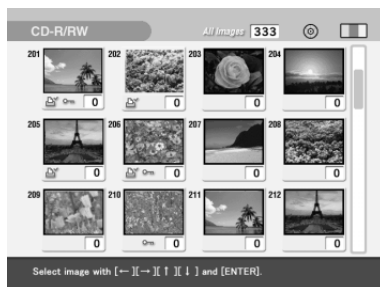 CD-R/RW All Images 333
201 202 203 204
0 0 0 0
205 206 207 208
0 0 0 0
209 210 211 212
0 0 0 0
Select image with [←][→][↑][↓] and [ENTER].